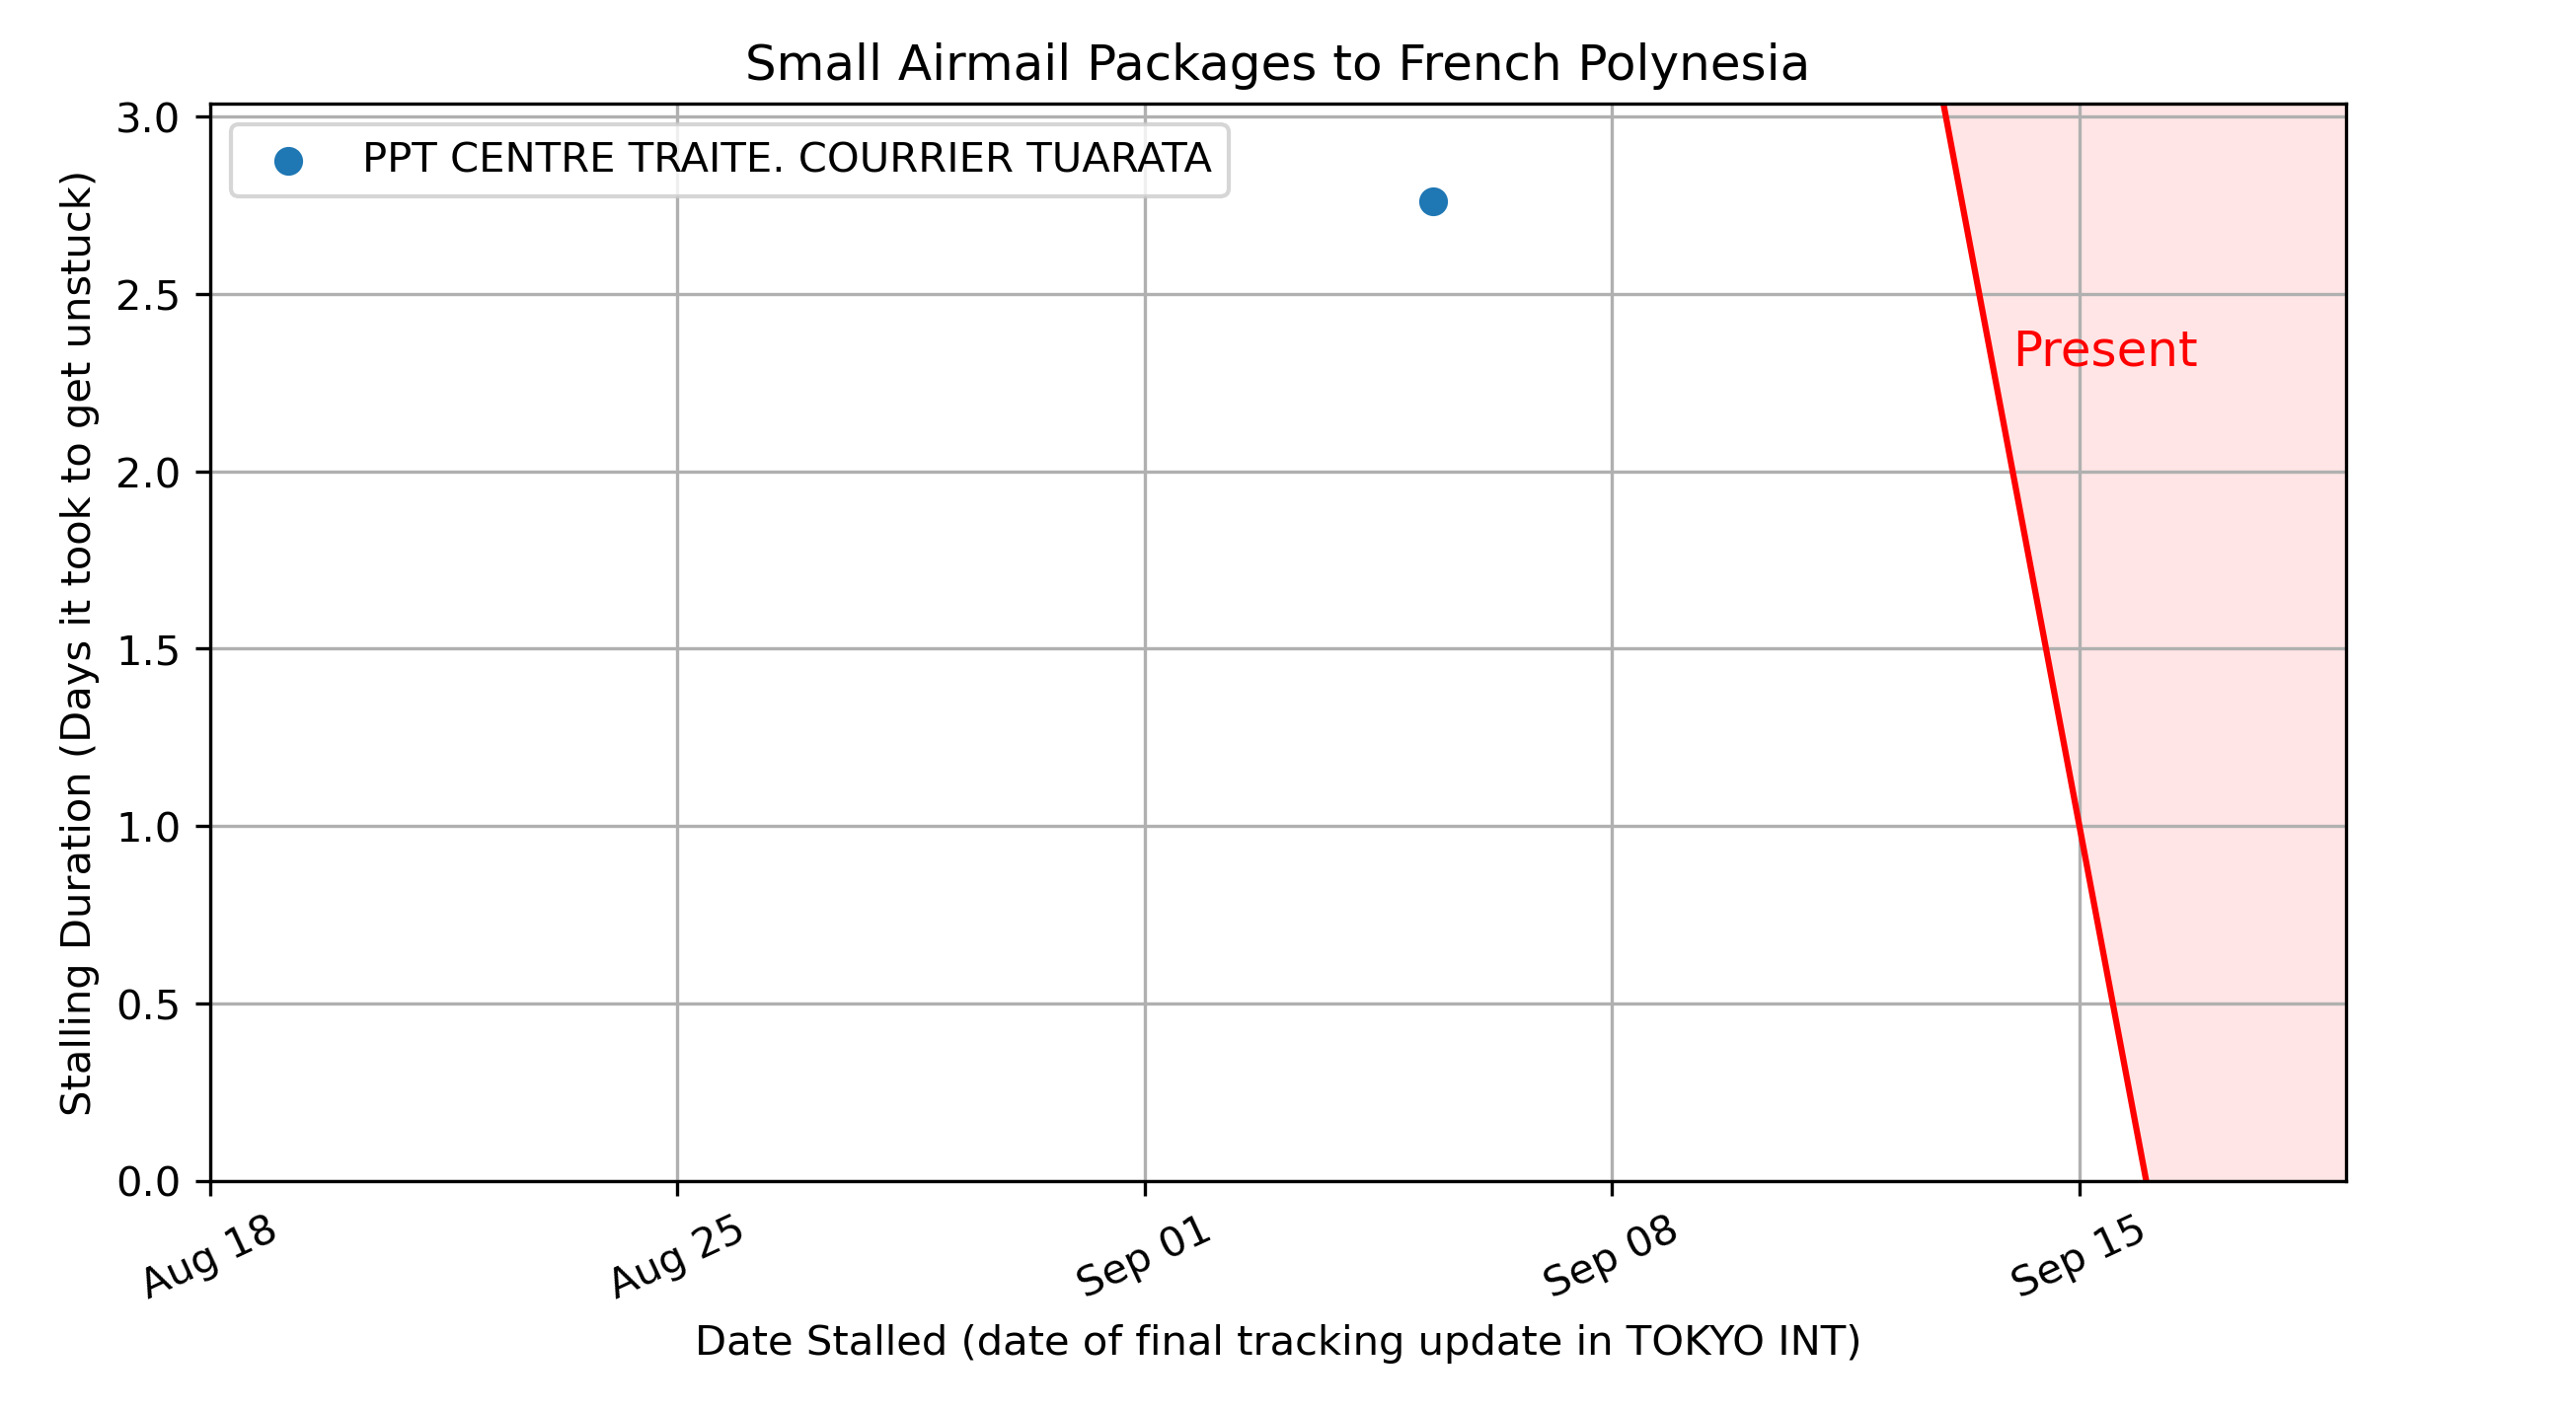 Small Airmail Packages to French Polynesia
PPT CENTRE TRAITE. COURRIER TUARATA
Present
Stalling Duration (Days it took to get unstuck)
3.0
2.5
2.0
1.5
1.0
0.5
0.0
Aug 18
Aug 25
Sep 01
Sep 08
Sep 15
Date Stalled (date of final tracking update in TOKYO INT)